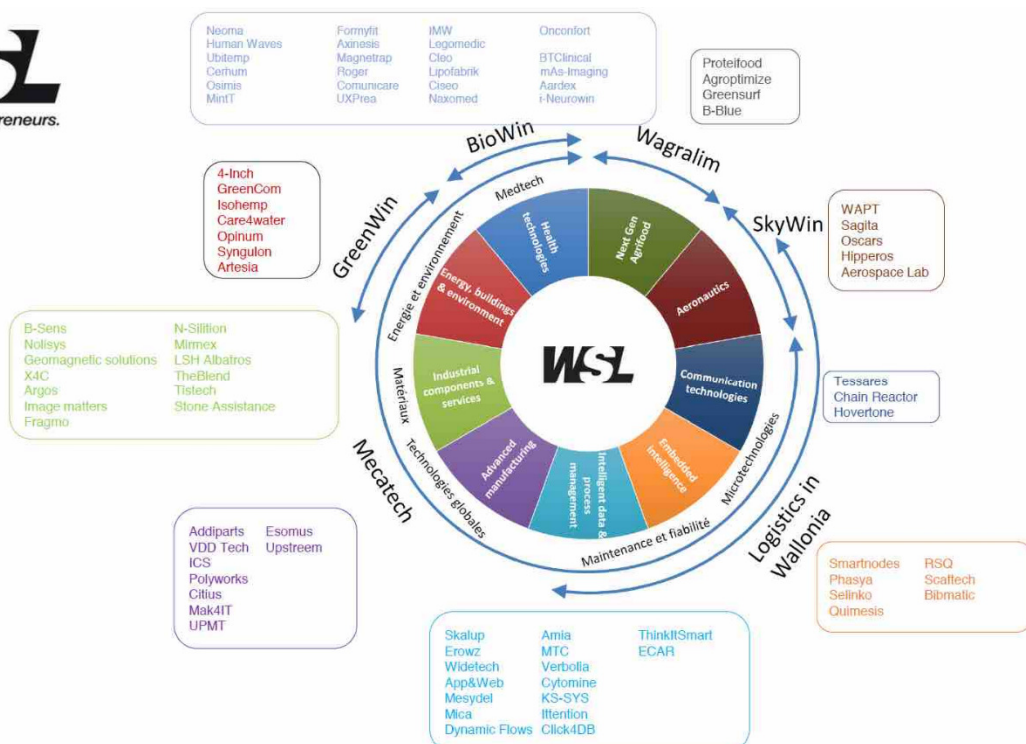 SL
reneurs.
Neoma
Human Waves
Ubitemp
Cerhum
Osimis
MintT
Formyfit
Axinesis
Magnetrap
Roger
Comunicare
UXPrea
iMW
Legomedic
Cleo
Lipofabrik
Ciseo
Naxomed
Onconfort
BTClinical
mAs-Imaging
Aardex
i-Neurowin
Proteifood
Agroptimize
Greensurf
B-Blue
4-Inch
GreenCom
Isohemp
Care4water
Opinum
Syngulon
Artesia
BioWin
Wagralim
GreenWin
SkyWin
Mecatech
Logistics in
Wallonia
Medtech
Energie et environnement
Matériaux
Technologies globales
Maintenance et fiabilité
Microtechnologies
Health
technologies
Next Gen
Agrifood
Aeronautics
Communication
technologies
Embedded
intelligence
Intelligent data &
process
management
Advanced
manufacturing
Industrial
components &
services
Energy, buildings
& environment
WSL
WAPT
Sagita
Oscars
Hipperos
Aerospace Lab
B-Sens
Nolisys
Geomagnetic solutions
X4C
Argos
Image matters
Fragmo
N-Silition
Mirmex
LSH Albatros
TheBlend
Tistech
Stone Assistance
Tessares
Chain Reactor
Hovertone
Addiparts
VDD Tech
ICS
Polyworks
Citius
Mak4IT
UPMT
Esomus
Upstreem
Smartnodes
Phasya
Selinko
Quimesis
RSQ
Scaftech
Bibmatic
Skalup
Erowz
Widetech
App&Web
Mesydel
Mica
Dynamic Flows
Amia
MTC
Verbolia
Cytomine
KS-SYS
Ittention
Click4DB
ThinkItSmart
ECAR